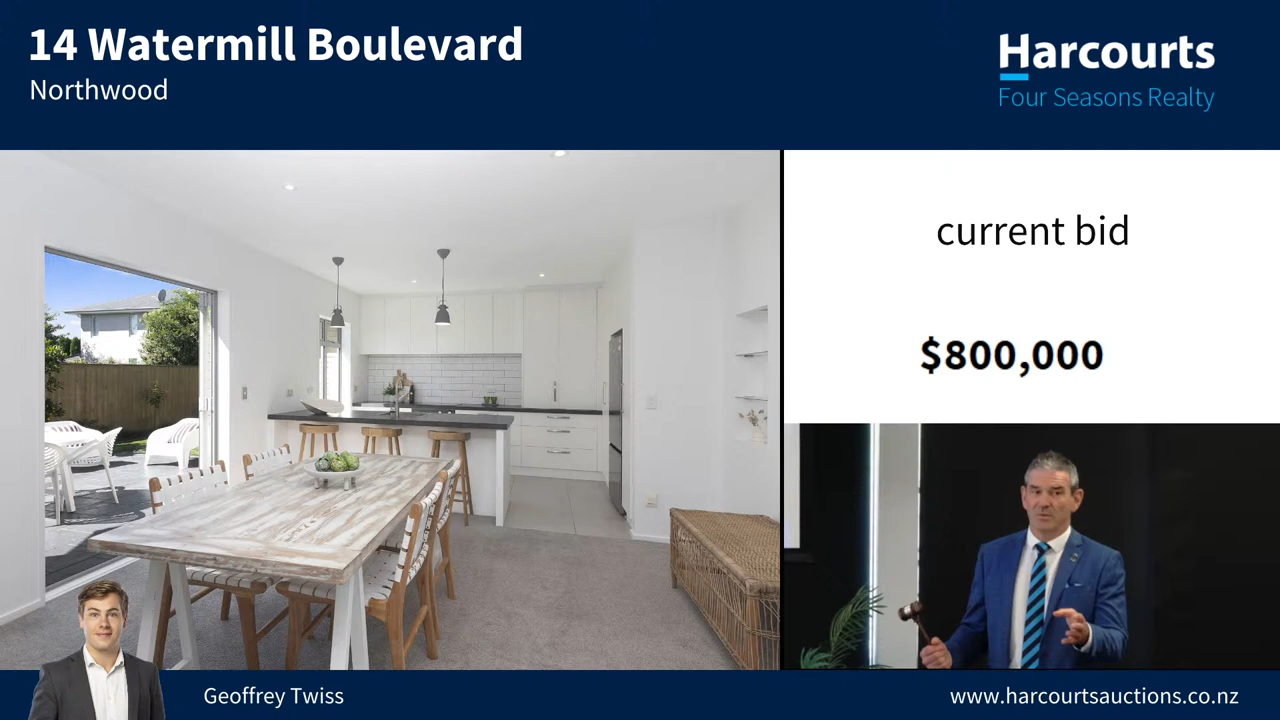 14 Watermill Boulevard
Northwood
Harcourts
Four Seasons Realty
current bid
$800,000
Geoffrey Twiss
www.harcourtsauctions.co.nz